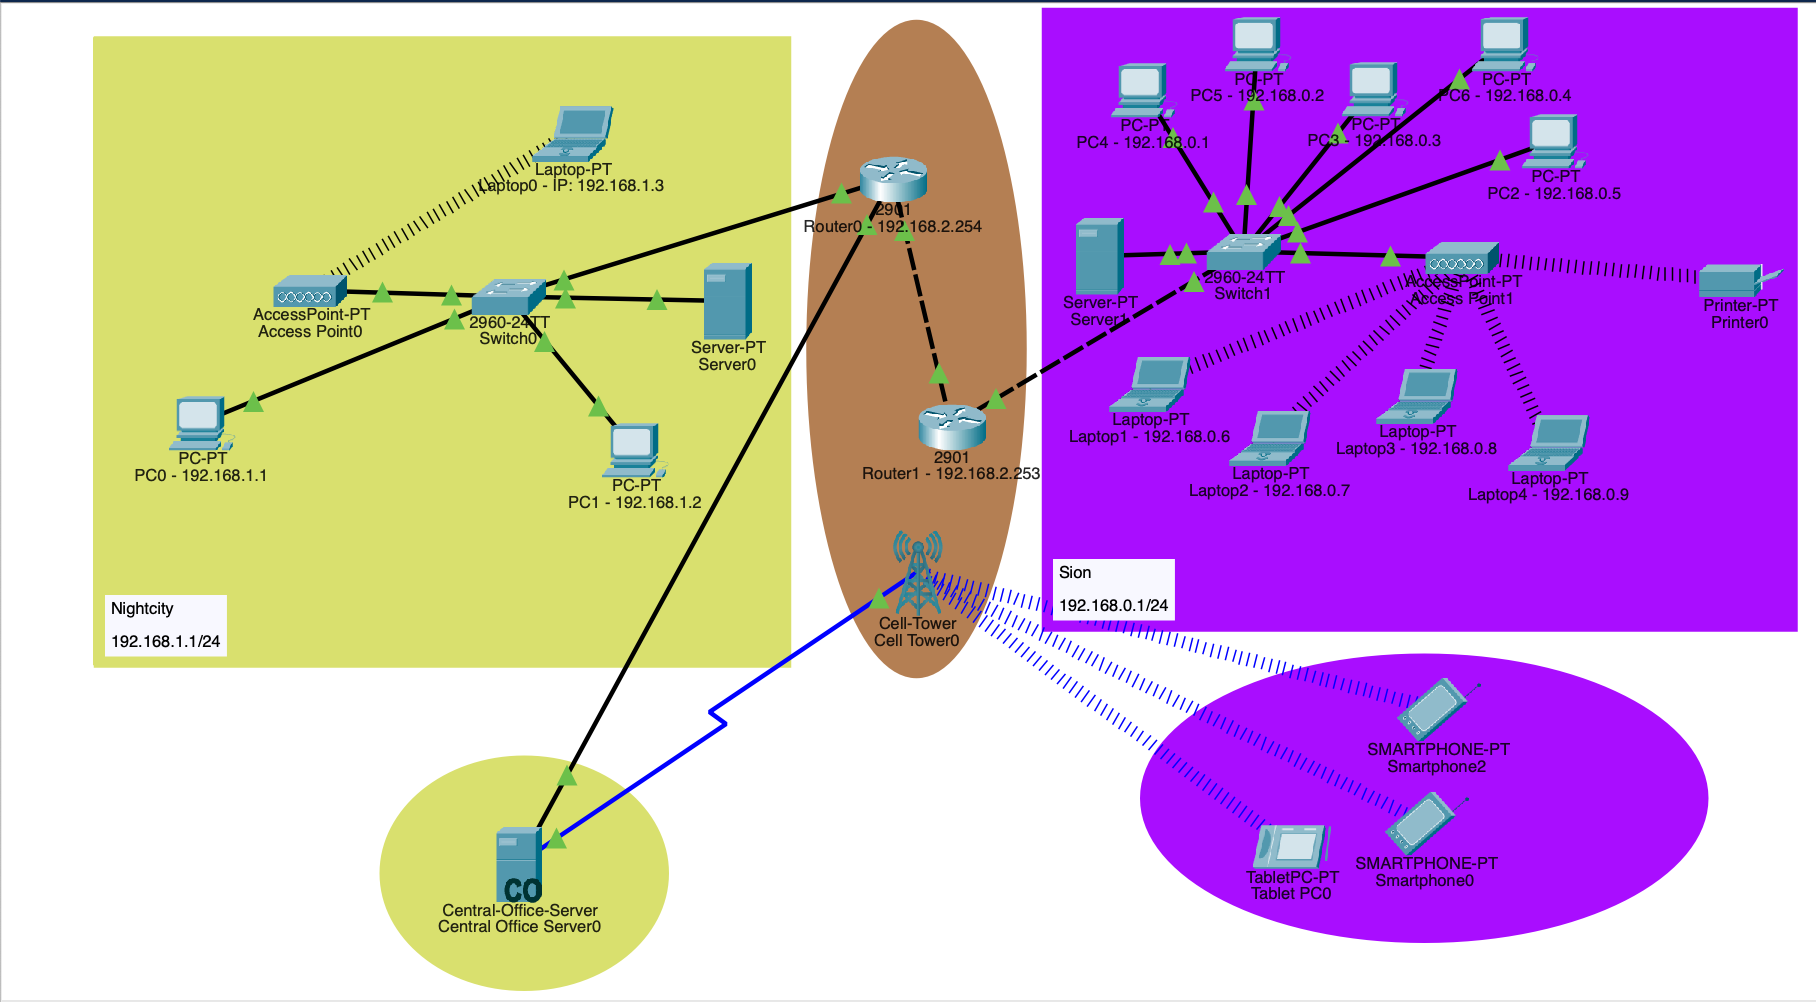 Laptop-PT
Laptop0 - IP: 192.168.1.3
AccessPoint-PT
Access Point0
2960-24TT
Switch0
Server-PT
Server0
PC-PT
PC0 - 192.168.1.1
PC-PT
PC1 - 192.168.1.2
Nightcity
192.168.1.1/24
2901
Router0 - 192.168.2.254
2901
Router1 - 192.168.2.253
Cell-Tower
Cell Tower0
PC-PT
PC5 - 192.168.0.2
PC-PT
PC6 - 192.168.0.4
PC-PT
PC4 - 192.168.0.1
PC-PT
PC3 - 192.168.0.3
PC-PT
PC2 - 192.168.0.5
Server-PT
Server1
2960-24TT
Switch1
AccessPoint-PT
Access Point1
Printer-PT
Printer0
Laptop-PT
Laptop1 - 192.168.0.6
Laptop-PT
Laptop2 - 192.168.0.7
Laptop-PT
Laptop3 - 192.168.0.8
Laptop-PT
Laptop4 - 192.168.0.9
Sion
192.168.0.1/24
SMARTPHONE-PT
Smartphone2
SMARTPHONE-PT
Smartphone0
TabletPC-PT
Tablet PC0
CO
Central-Office-Server
Central Office Server0